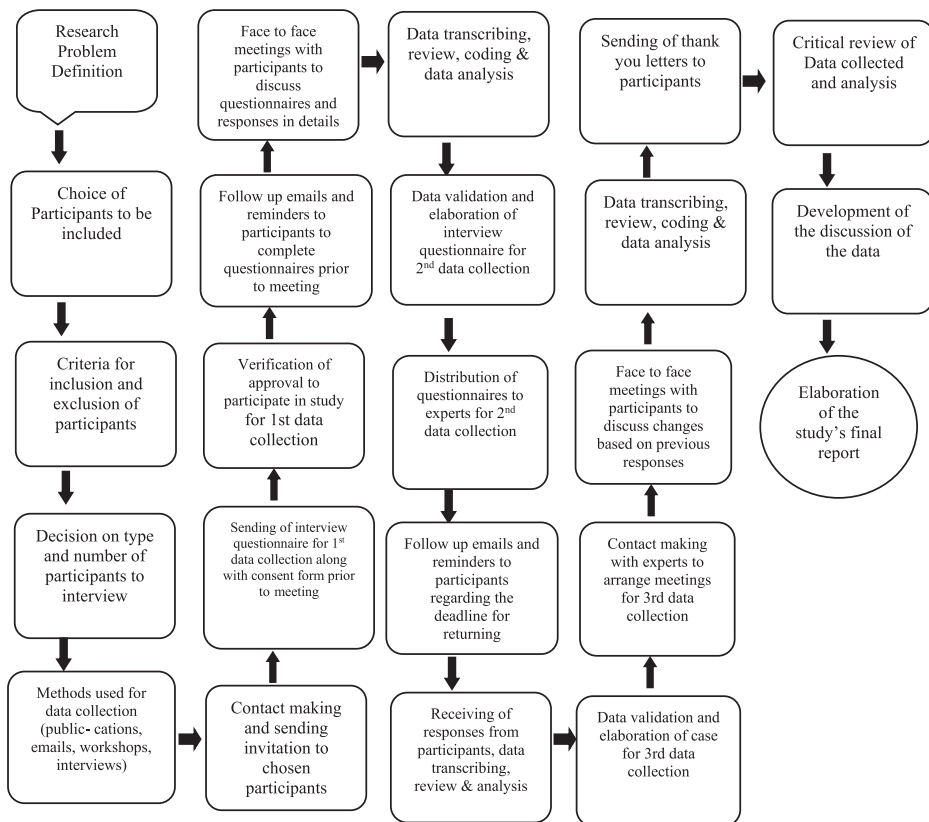 Research
Problem
Definition
Choice of
Participants to be
included
Criteria for
inclusion and
exclusion of
participants
Decision on type
and number of
participants to
interview
Methods used for
data collection
(public- cations,
emails, workshops,
interviews)
Contact making
and sending
invitation to
chosen
participants
Sending of interview
questionnaire for 1st
data collection along
with consent form prior
to meeting
Verification of
approval to
participate in study
for 1st data
collection
Follow up emails and
reminders to
participants to
complete
questionnaires prior
to meeting
Face to face
meetings with
participants to
discuss
questionnaires and
responses in details
Data transcribing,
review, coding &
data analysis
Data validation and
elaboration of
interview
questionnaire for
2nd data collection
Distribution of
questionnaires to
experts for 2nd
data collection
Follow up emails and
reminders to
participants
regarding the
deadline for
returning
Receiving of
responses from
participants, data
transcribing,
review & analysis
Data validation and
elaboration of case
for 3rd data
collection
Contact making
with experts to
arrange meetings
for 3rd data
collection
Face to face
meetings with
participants to
discuss changes
based on previous
responses
Data transcribing,
review, coding &
data analysis
Sending of thank
you letters to
participants
Critical review of
Data collected
and analysis
Development of
the discussion of
the data
Elaboration of the
study's final
report